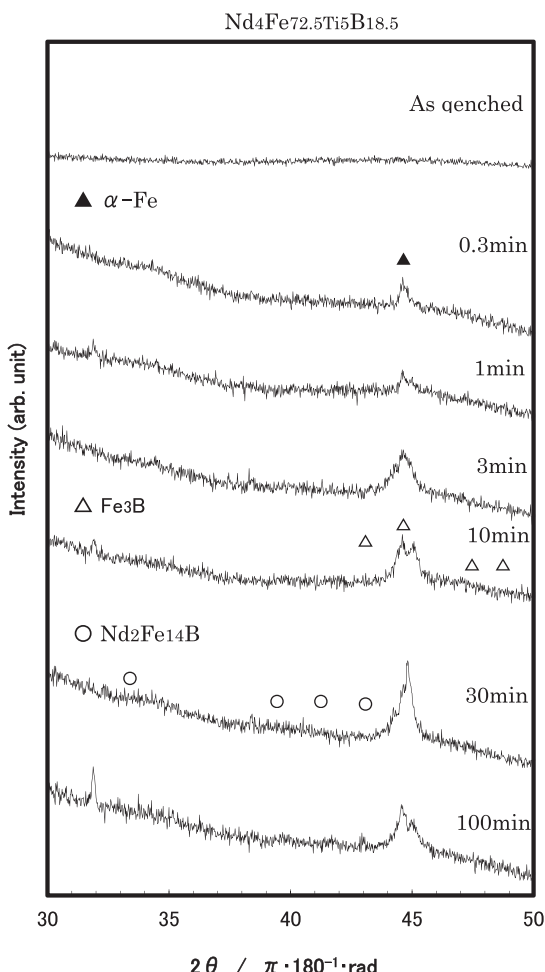 Nd4Fe72.5Ti5B18.5
As qenched
▲ α-Fe
0.3min
1min
3min
△ Fe3B
10min
○ Nd2Fe14B
30min
100min
Intensity (arb. unit)
30 35 40 45 50
2θ / π·180⁻¹·rad